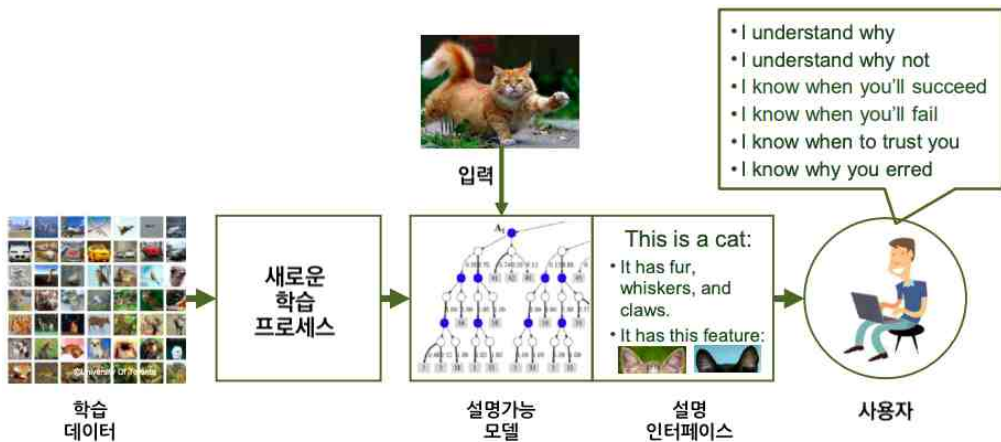 • I understand why
• I understand why not
• I know when you'll succeed
• I know when you'll fail
• I know when to trust you
• I know why you erred
입력
새로운
학습
프로세스
This is a cat:
• It has fur,
whiskers, and
claws.
• It has this feature:
©University Of Toronto
학습
데이터
설명가능
모델
설명
인터페이스
사용자